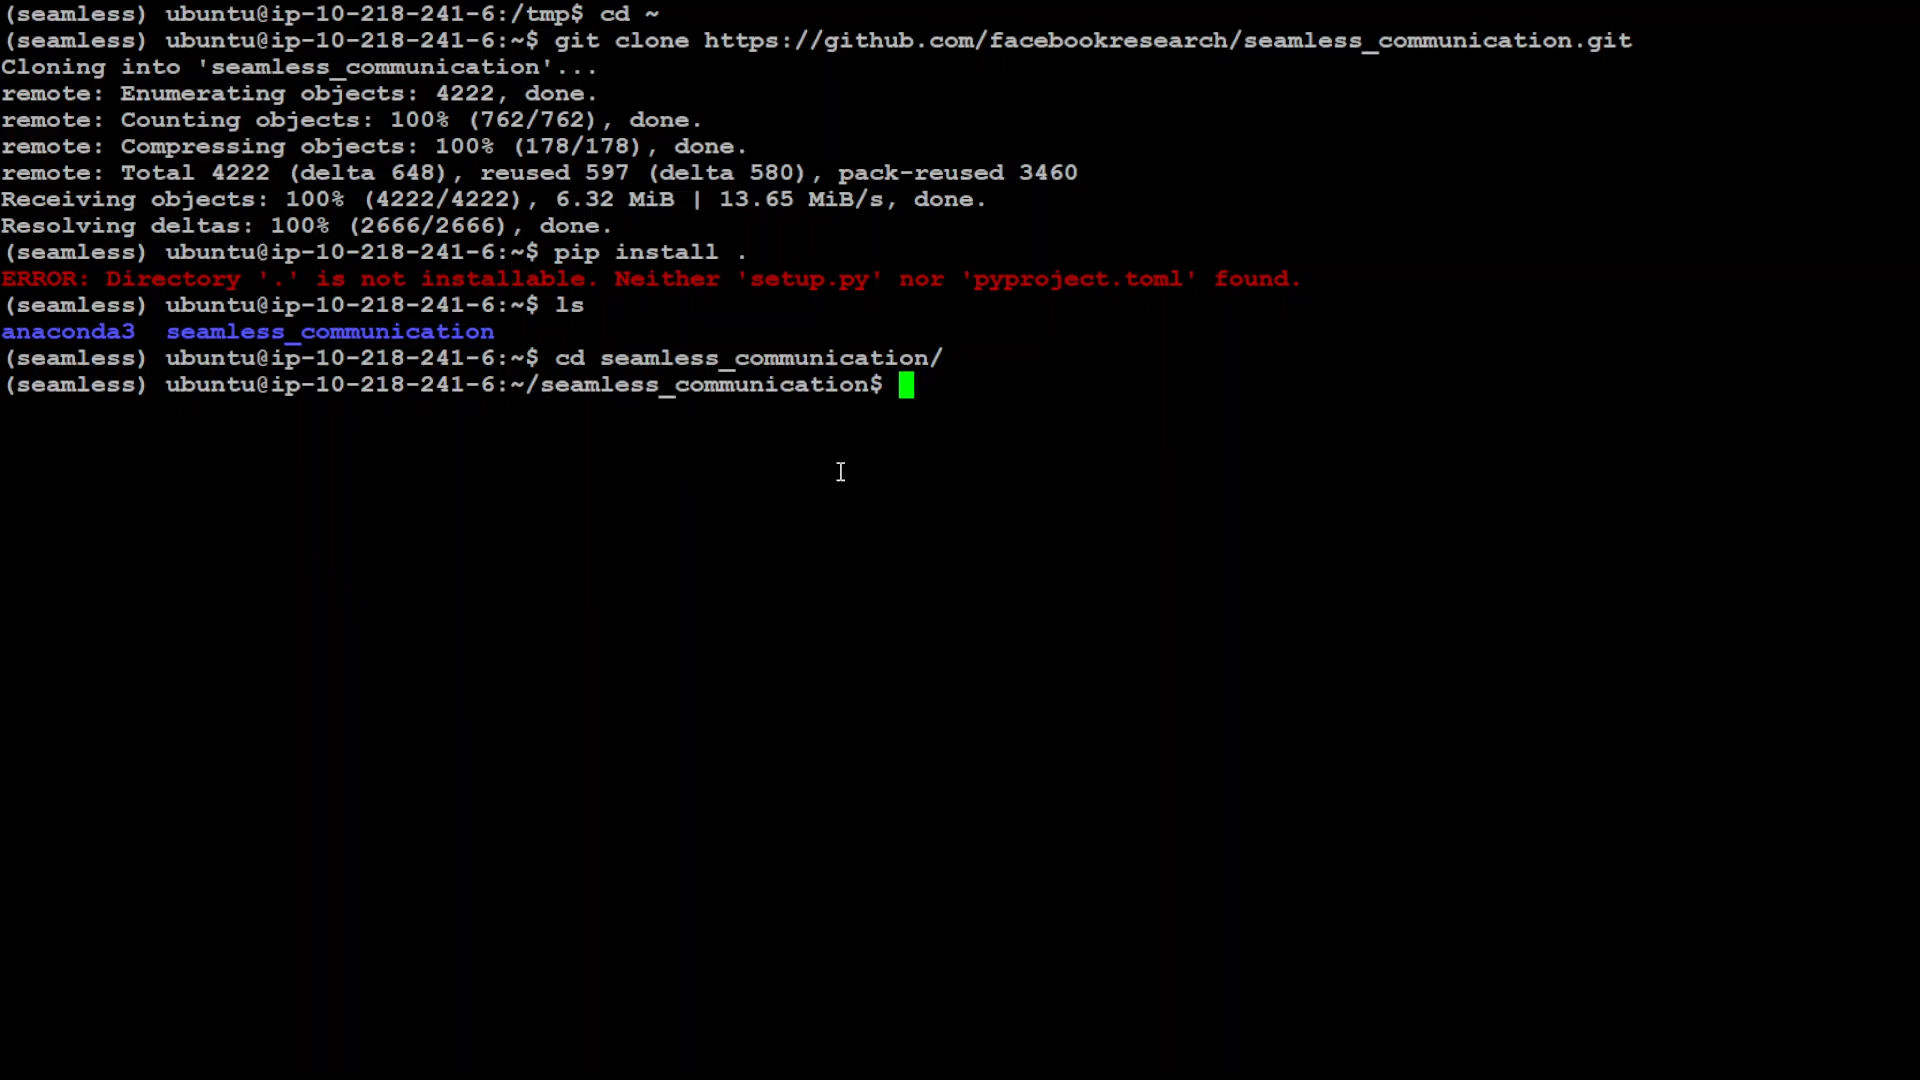 (seamless) ubuntu@ip-10-218-241-6:/tmp$ cd ~
(seamless) ubuntu@ip-10-218-241-6:~$ git clone https://github.com/facebookresearch/seamless_communication.git
Cloning into 'seamless_communication'...
remote: Enumerating objects: 4222, done.
remote: Counting objects: 100% (762/762), done.
remote: Compressing objects: 100% (178/178), done.
remote: Total 4222 (delta 648), reused 597 (delta 580), pack-reused 3460
Receiving objects: 100% (4222/4222), 6.32 MiB | 13.65 MiB/s, done.
Resolving deltas: 100% (2666/2666), done.
(seamless) ubuntu@ip-10-218-241-6:~$ pip install .
ERROR: Directory '.' is not installable. Neither 'setup.py' nor 'pyproject.toml' found.
(seamless) ubuntu@ip-10-218-241-6:~$ ls
anaconda3  seamless_communication
(seamless) ubuntu@ip-10-218-241-6:~$ cd seamless_communication/
(seamless) ubuntu@ip-10-218-241-6:~/seamless_communication$